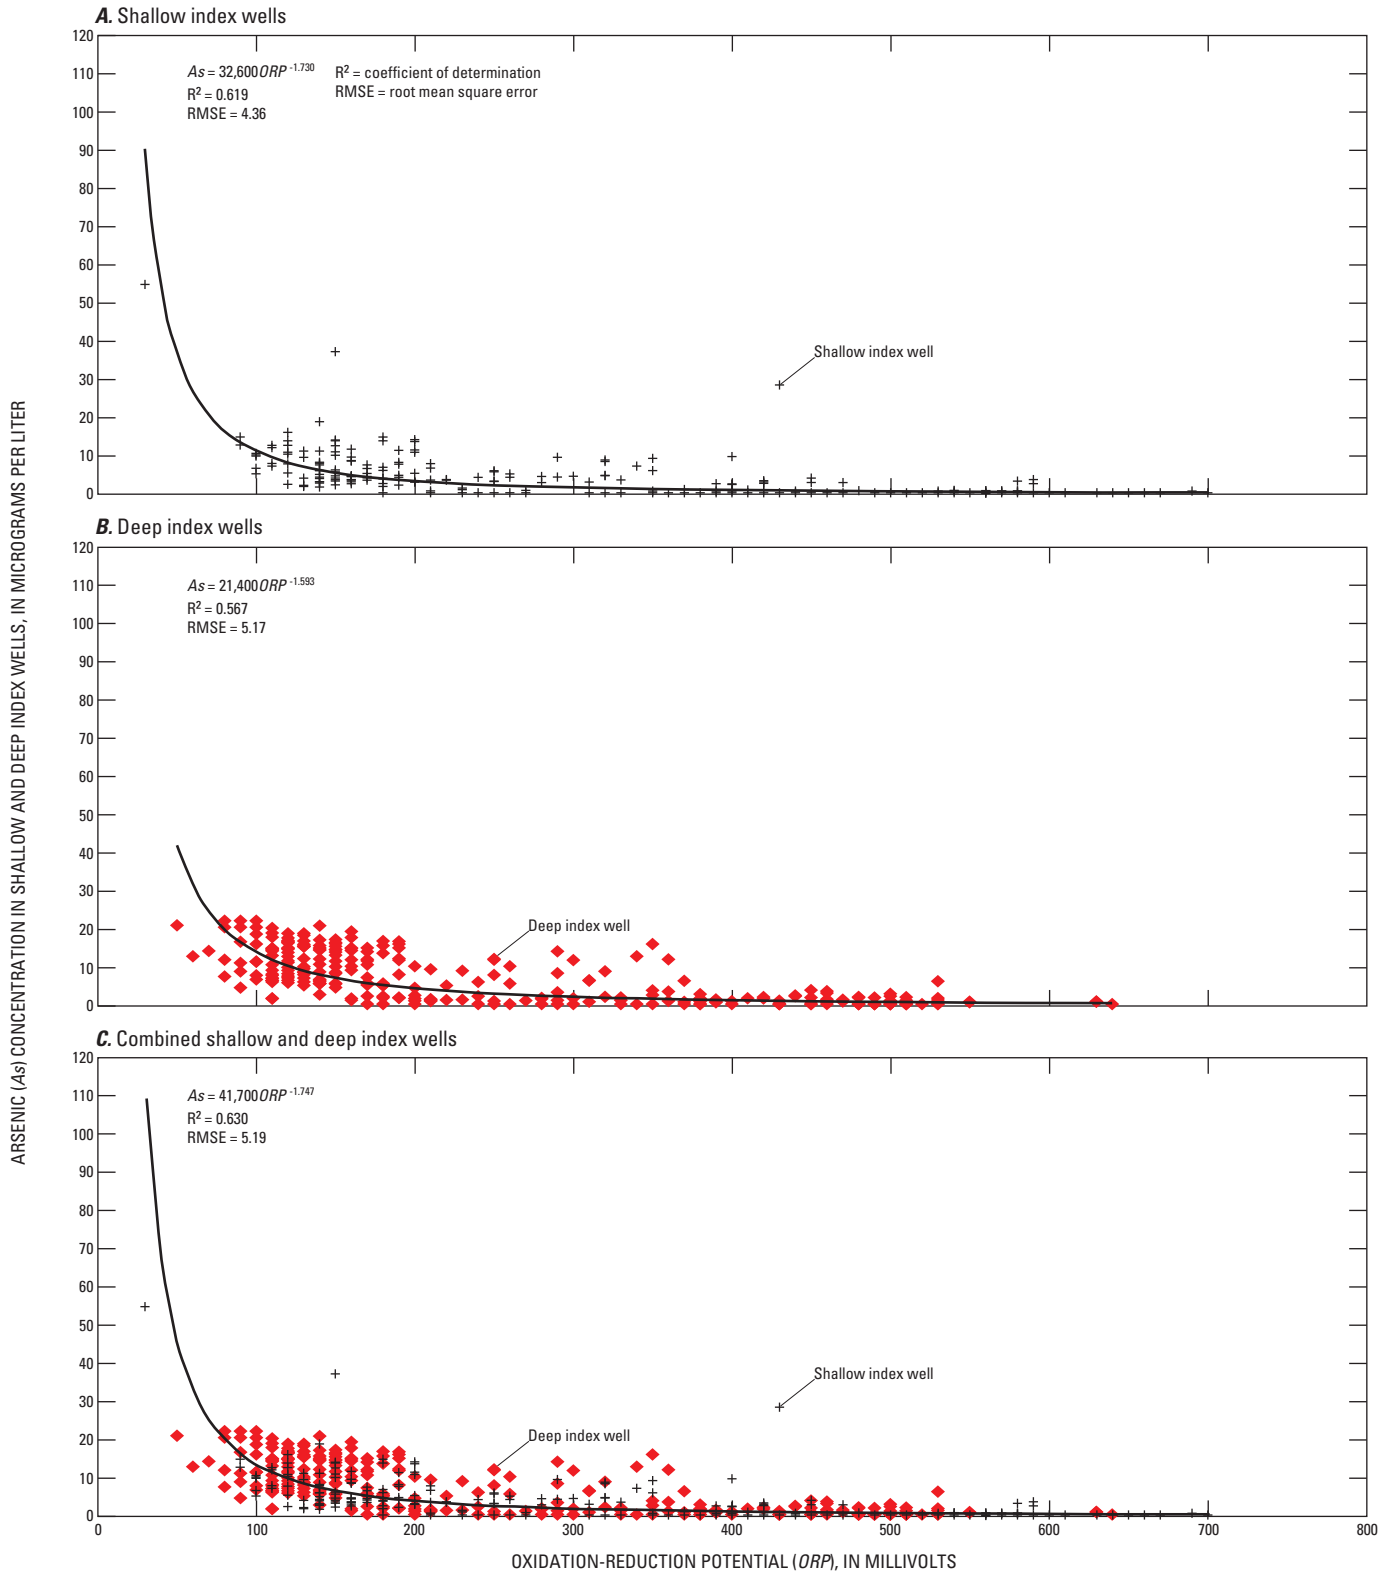 A. Shallow index wells
As = 32,600ORP -1.730
R² = 0.619
RMSE = 4.36
R² = coefficient of determination
RMSE = root mean square error
120
110
100
90
80
70
60
50
40
30
20
10
0
Shallow index well
B. Deep index wells
As = 21,400ORP -1.593
R² = 0.567
RMSE = 5.17
120
110
100
90
80
70
60
50
40
30
20
10
0
Deep index well
C. Combined shallow and deep index wells
As = 41,700ORP -1.747
R² = 0.630
RMSE = 5.19
120
110
100
90
80
70
60
50
40
30
20
10
0
Shallow index well
Deep index well
0 100 200 300 400 500 600 700 800
OXIDATION-REDUCTION POTENTIAL (ORP), IN MILLIVOLTS
ARSENIC (As) CONCENTRATION IN SHALLOW AND DEEP INDEX WELLS, IN MICROGRAMS PER LITER